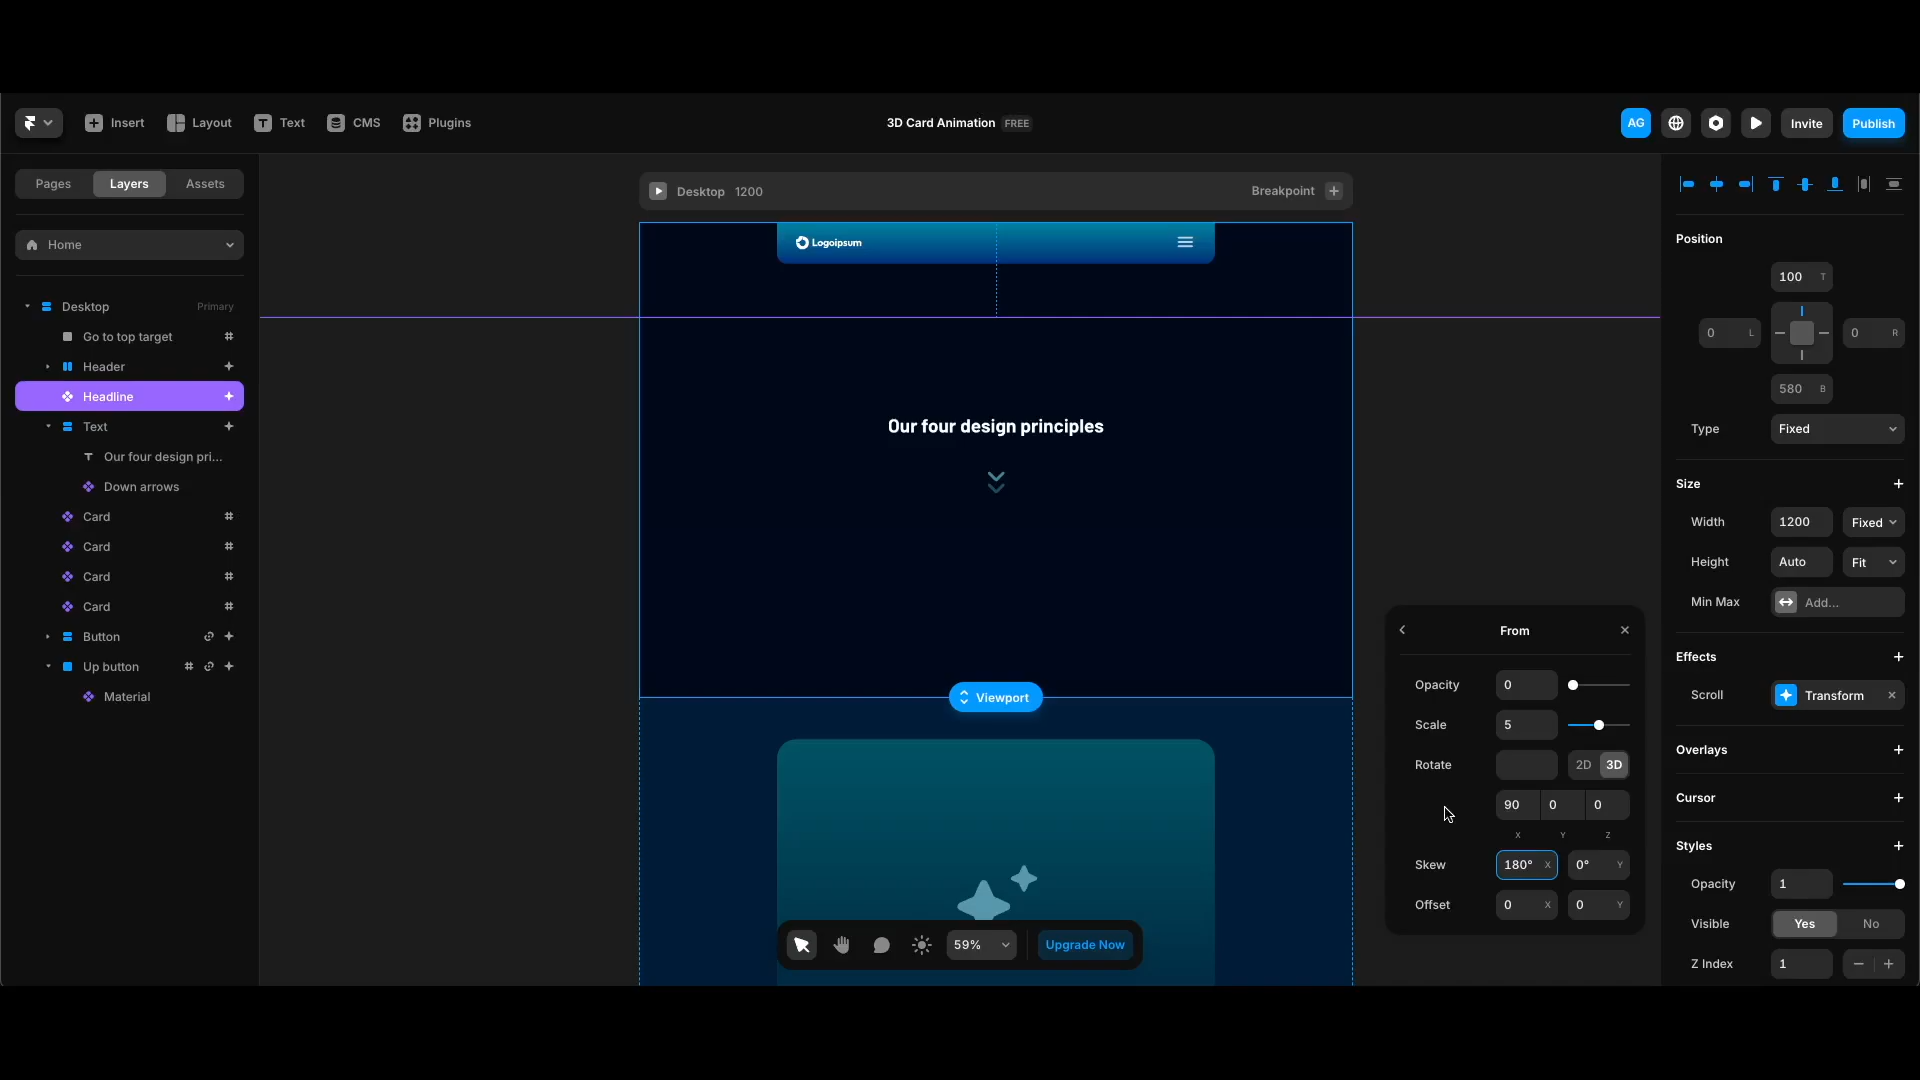 Insert Layout Text CMS Plugins
3D Card Animation FREE
AG Invite Publish
Pages Layers Assets
Home
Desktop Primary
Go to top target
Header
Headline
Text
Our four design pri...
Down arrows
Card
Card
Card
Card
Button
Up button
Material
Desktop 1200 Breakpoint
Logoipsum
Our four design principles
Viewport
59% Upgrade Now
From
Opacity 0
Scale 5
Rotate 2D 3D
90 0 0
X Y Z
Skew 180° X 0° Y
Offset 0 X 0 Y
Position
100 T
0 L 0 R
580 B
Type Fixed
Size
Width 1200 Fixed
Height Auto Fit
Min Max Add...
Effects
Scroll Transform
Overlays
Cursor
Styles
Opacity 1
Visible Yes No
Z Index 1